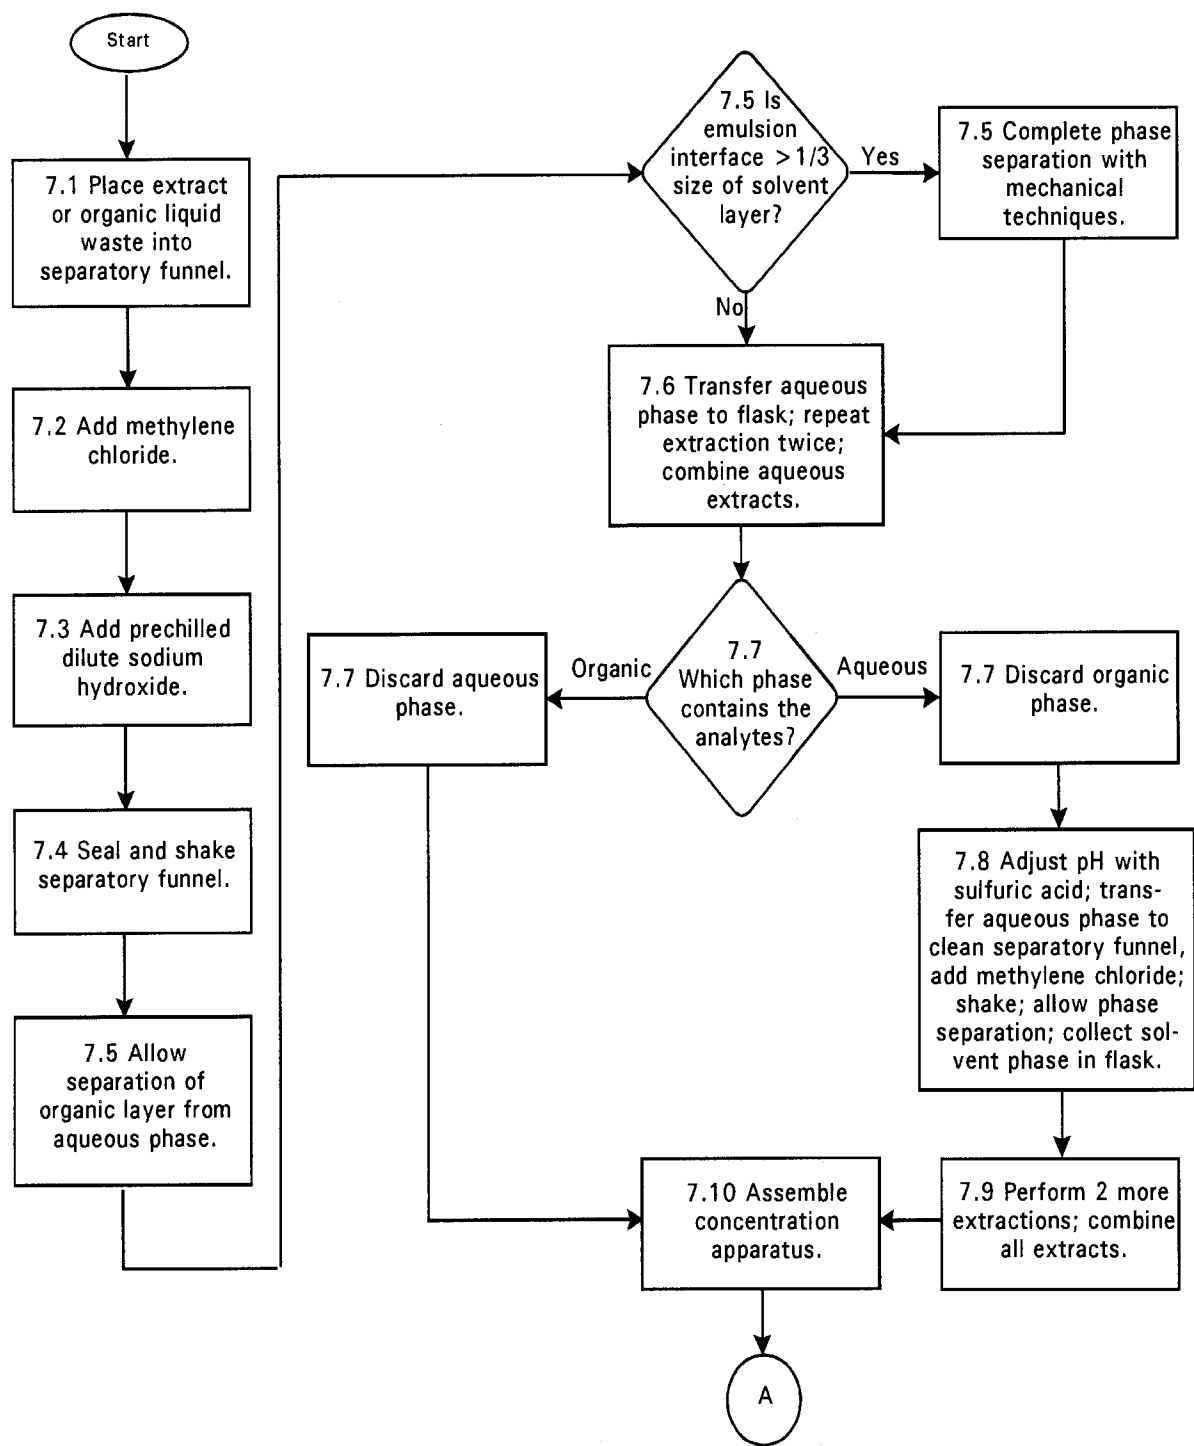 Start
7.1 Place extract
or organic liquid
waste into
separatory funnel.
7.2 Add methylene
chloride.
7.3 Add prechilled
dilute sodium
hydroxide.
7.4 Seal and shake
separatory funnel.
7.5 Allow
separation of
organic layer from
aqueous phase.
7.5 Is
emulsion
interface > 1/3
size of solvent
layer?
Yes
7.5 Complete phase
separation with
mechanical
techniques.
No
7.6 Transfer aqueous
phase to flask; repeat
extraction twice;
combine aqueous
extracts.
7.7
Which phase
contains the
analytes?
Organic
7.7 Discard aqueous
phase.
Aqueous
7.7 Discard organic
phase.
7.8 Adjust pH with
sulfuric acid; trans-
fer aqueous phase to
clean separatory funnel,
add methylene chloride;
shake; allow phase
separation; collect sol-
vent phase in flask.
7.9 Perform 2 more
extractions; combine
all extracts.
7.10 Assemble
concentration
apparatus.
A